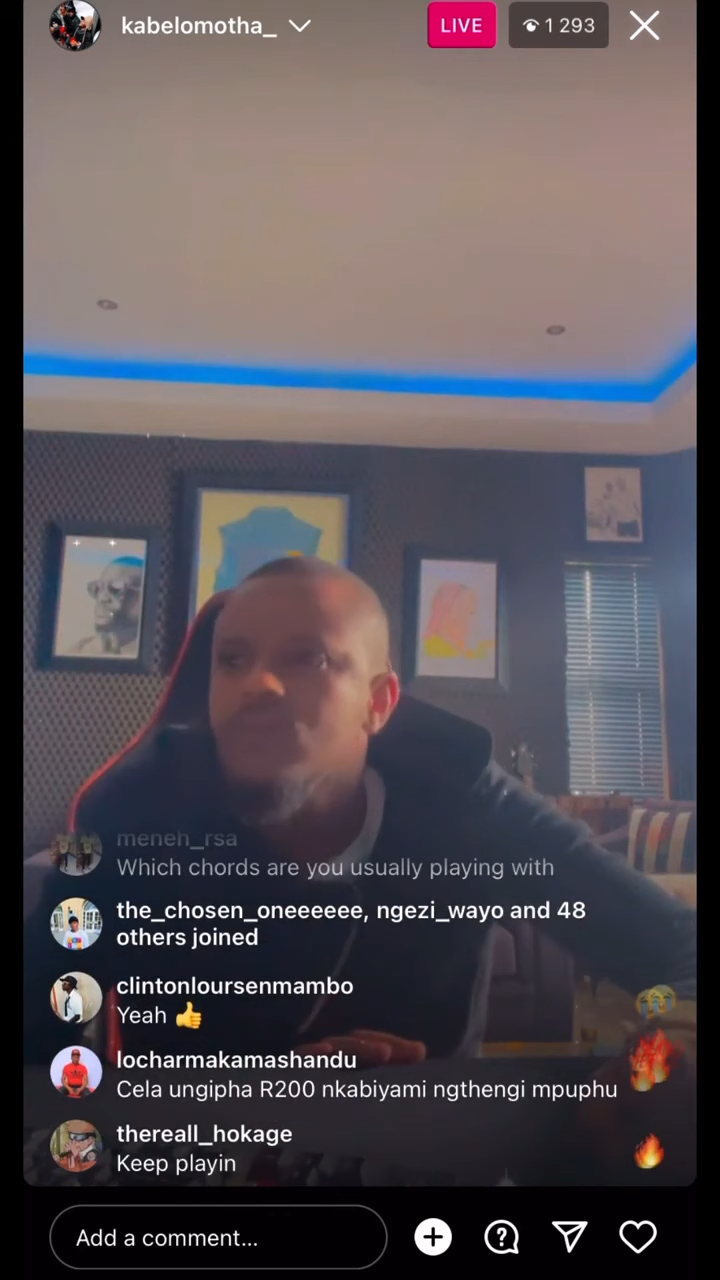 kabelomotha_
LIVE
1 293
meneh_rsa
Which chords are you usually playing with
the_chosen_oneeeeee, ngezi_wayo and 48
others joined
clintonloursenmambo
Yeah 👍
locharmakamashandu
Cela ungipha R200 nkabiyami ngthengi mpuphu
thereall_hokage
Keep playin
Add a comment...